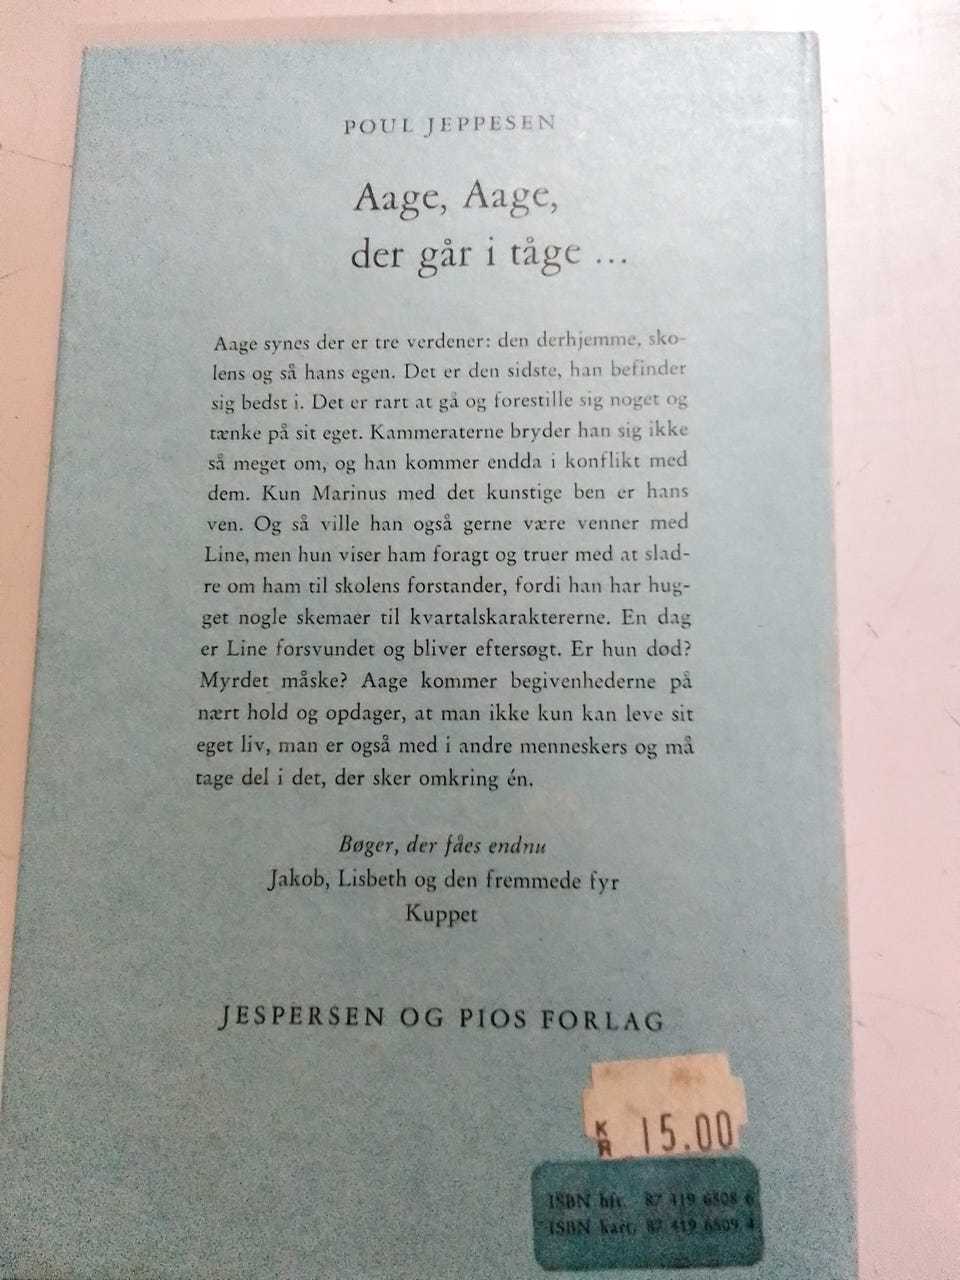 POUL JEPPESEN
Aage, Aage,
der går i tåge ...
Aage synes der er tre verdener: den derhjemme, sko-
lens og så hans egen. Det er den sidste, han befinder
sig bedst i. Det er rart at gå og forestille sig noget og
tænke på sit eget. Kammeraterne bryder han sig ikke
så meget om, og han kommer endda i konflikt med
dem. Kun Marinus med det kunstige ben er hans
ven. Og så ville han også gerne være venner med
Line, men hun viser ham foragt og truer med at slad-
re om ham til skolens forstander, fordi han har hug-
get nogle skemaer til kvartalskaraktererne. En dag
er Line forsvundet og bliver eftersøgt. Er hun død?
Myrdet måske? Aage kommer begivenhederne på
nært hold og opdager, at man ikke kun kan leve sit
eget liv, man er også med i andre menneskers og må
tage del i det, der sker omkring én.
Bøger, der fåes endnu
Jakob, Lisbeth og den fremmede fyr
Kuppet
JESPERSEN OG PIOS FORLAG
KR 15.00
ISBN hft. 87 419 6808 6
ISBN kart. 87 419 6809 4